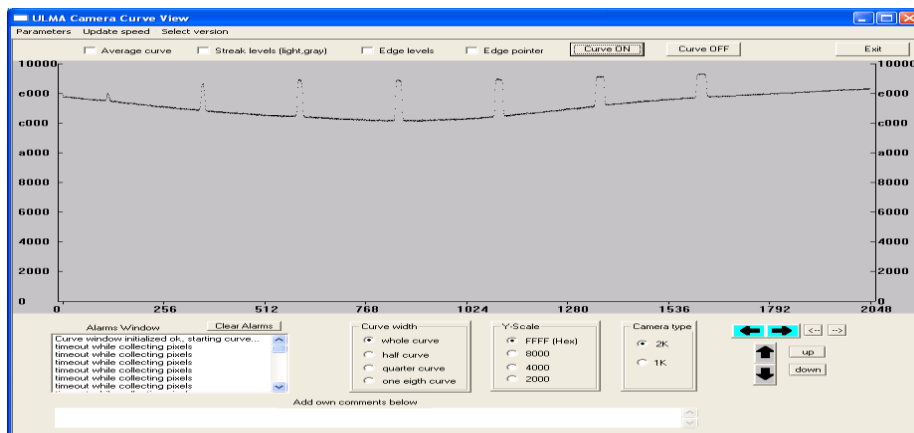 ULMA Camera Curve View
Parameters Update speed Select version
Average curve Streak levels (light,gray) Edge levels Edge pointer Curve ON Curve OFF Exit
10000 10000
e000 e000
c000 c000
a000 a000
8000 8000
6000 6000
4000 4000
2000 2000
0 0
0 256 512 768 1024 1280 1536 1792 2048
Alarms Window Clear Alarms
Curve window initialized ok, starting curve...
timeout while collecting pixels
timeout while collecting pixels
timeout while collecting pixels
timeout while collecting pixels
timeout while collecting pixels
Curve width
whole curve
half curve
quarter curve
one eigth curve
Y-Scale
FFFF (Hex)
8000
4000
2000
Camera type
2K
1K
<-- -->
up
down
Add own comments below